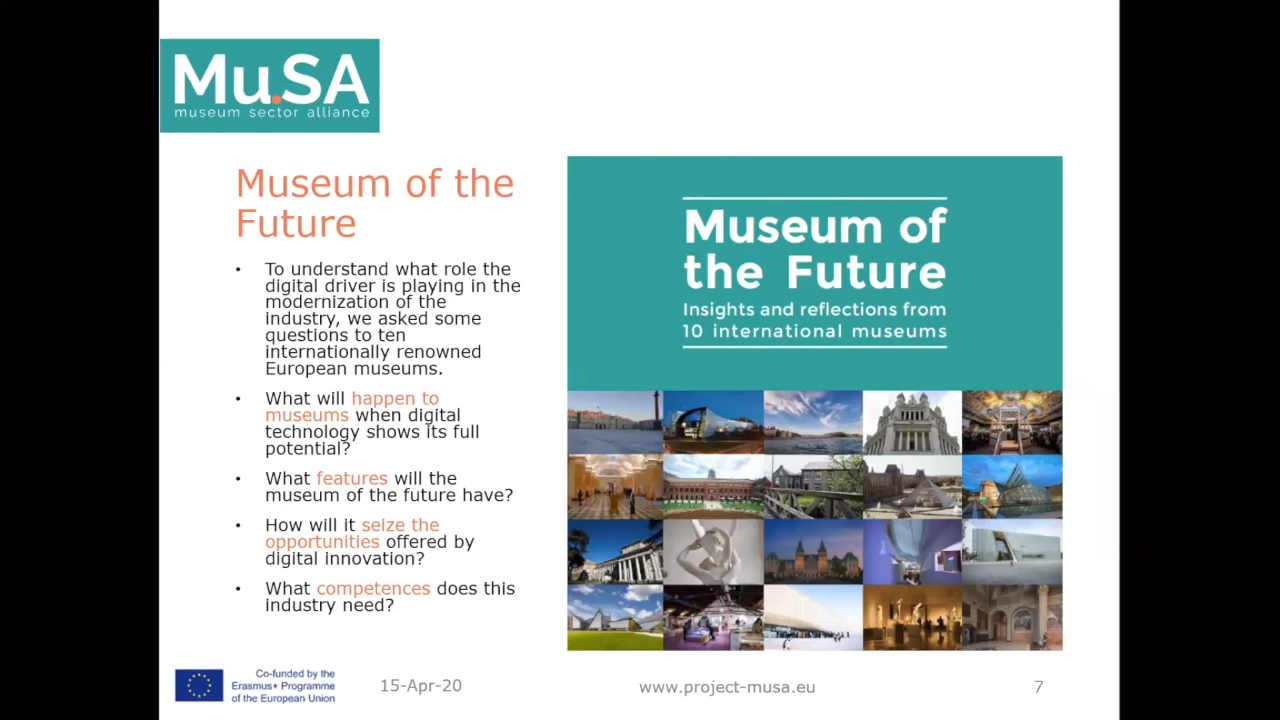 Mu.SA
museum sector alliance
Museum of the
Future
• To understand what role the
digital driver is playing in the
modernization of the
industry, we asked some
questions to ten
internationally renowned
European museums.
• What will happen to
museums when digital
technology shows its full
potential?
• What features will the
museum of the future have?
• How will it seize the
opportunities offered by
digital innovation?
• What competences does this
industry need?
Museum of
the Future
Insights and reflections from
10 international museums
Co-funded by the
Erasmus+ Programme
of the European Union
15-Apr-20
www.project-musa.eu
7